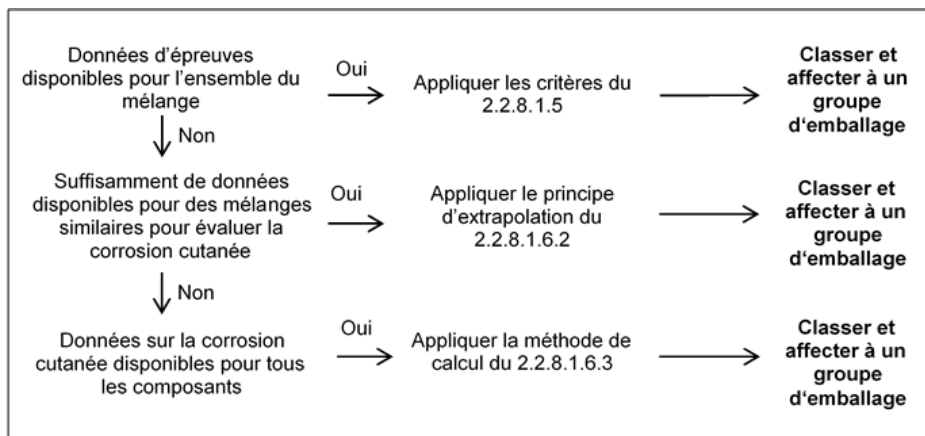 Données d'épreuves
disponibles pour l'ensemble du
mélange
Oui
Appliquer les critères du
2.2.8.1.5
Classer et
affecter à un
groupe
d'emballage
Non
Suffisamment de données
disponibles pour des mélanges
similaires pour évaluer la
corrosion cutanée
Oui
Appliquer le principe
d'extrapolation du
2.2.8.1.6.2
Classer et
affecter à un
groupe
d'emballage
Non
Données sur la corrosion
cutanée disponibles pour tous
les composants
Oui
Appliquer la méthode de
calcul du 2.2.8.1.6.3
Classer et
affecter à un
groupe
d'emballage